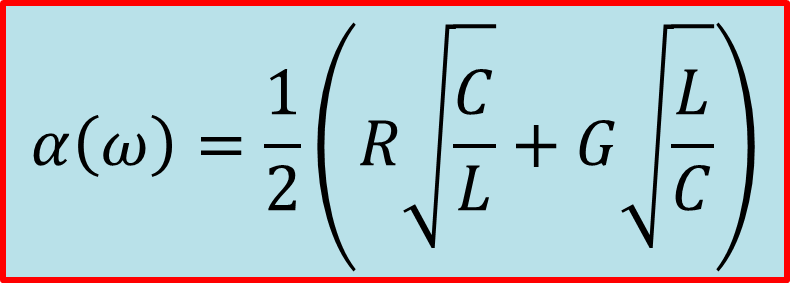 α(ω) = 1/2 (R √(C/L) + G √(L/C))